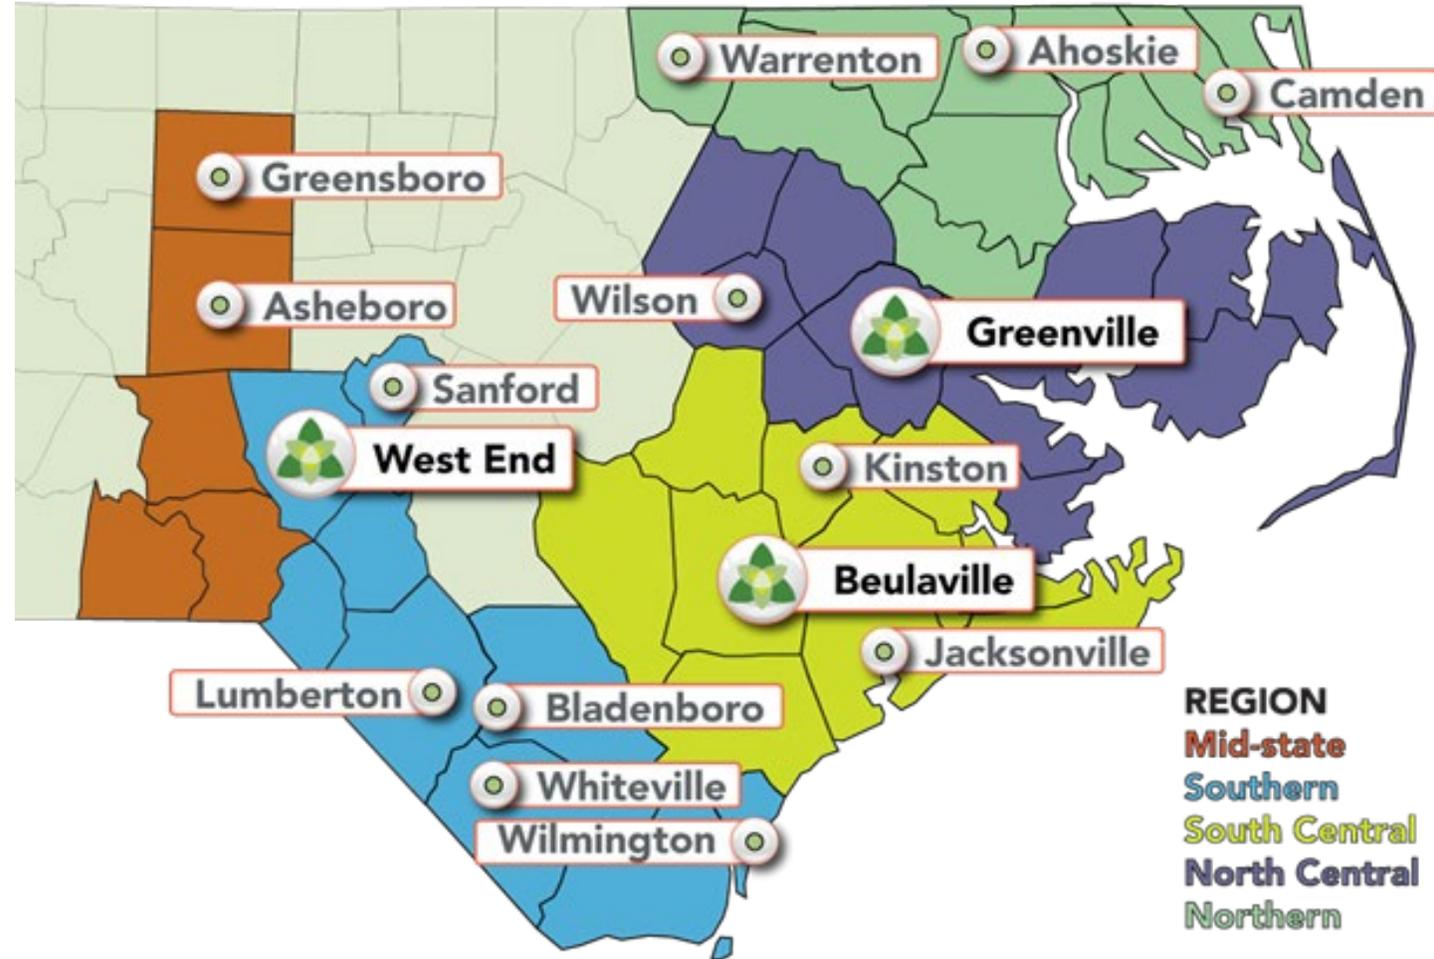 Warrenton
Ahoskie
Camden
Greensboro
Asheboro
Wilson
Greenville
Sanford
West End
Kinston
Beulaville
Jacksonville
Lumberton
Bladenboro
Whiteville
Wilmington
REGION
Mid-state
Southern
South Central
North Central
Northern